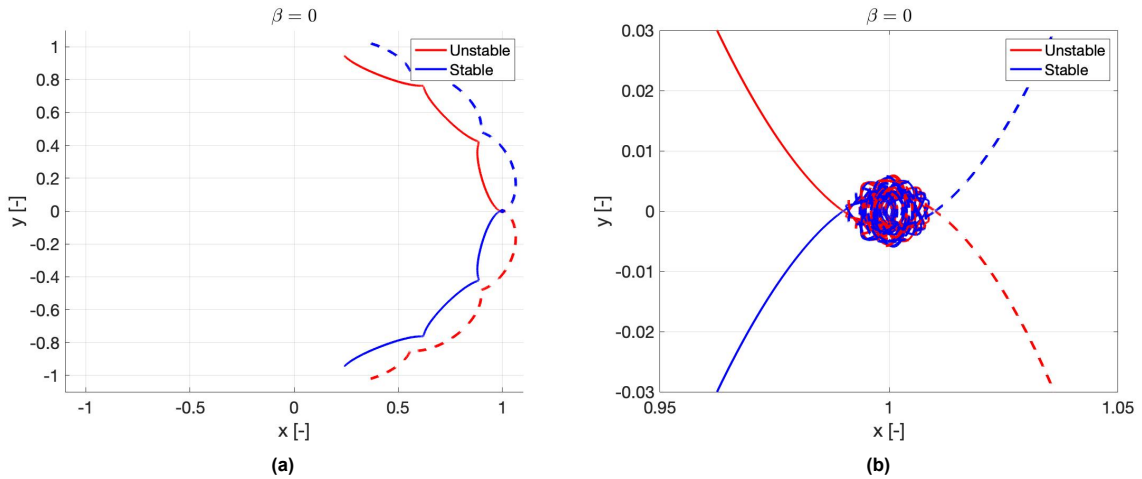 β = 0
Unstable
Stable
1
0.8
0.6
0.4
0.2
0
-0.2
-0.4
-0.6
-0.8
-1
y [-]
-1
-0.5
0
0.5
1
x [-]
(a)
β = 0
Unstable
Stable
0.03
0.02
0.01
0
-0.01
-0.02
-0.03
y [-]
0.95
1
1.05
x [-]
(b)